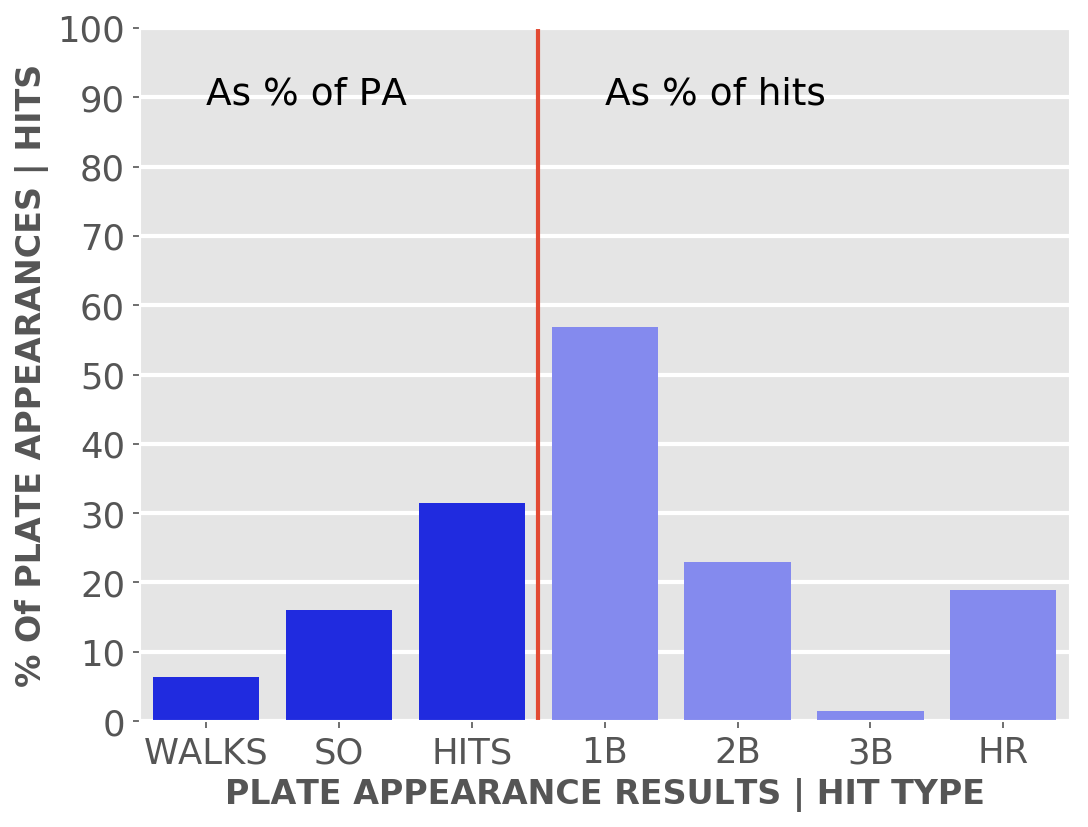 100
90
80
70
60
50
40
30
20
10
0
% Of PLATE APPEARANCES | HITS
As % of PA
As % of hits
WALKS SO HITS 1B 2B 3B HR
PLATE APPEARANCE RESULTS | HIT TYPE